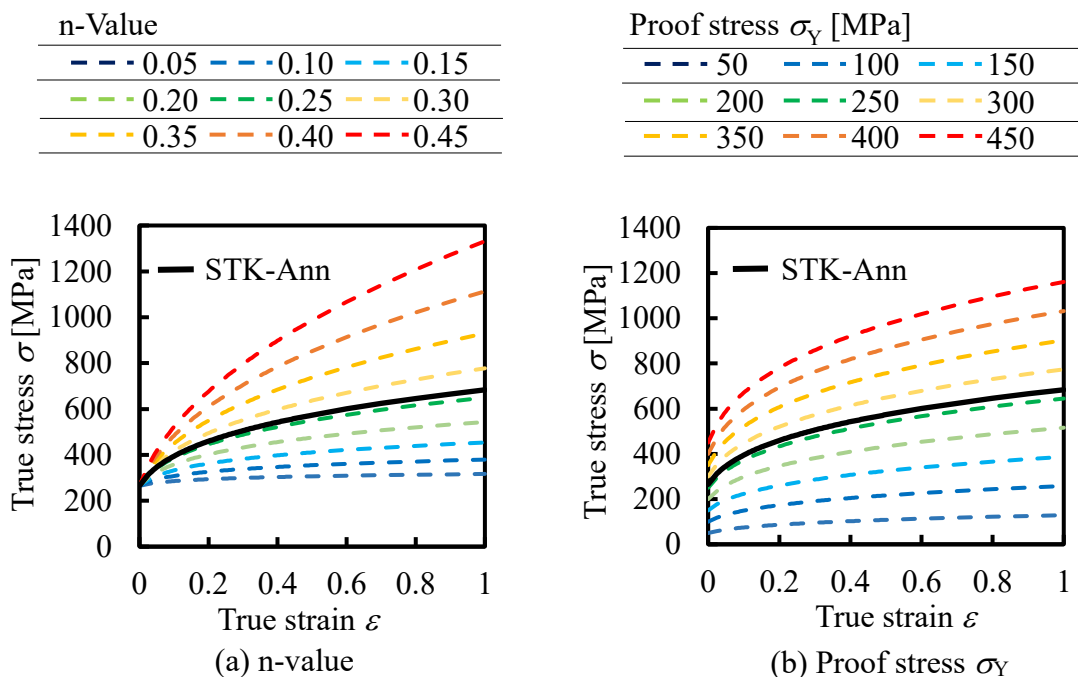 n-Value
0.05 0.10 0.15
0.20 0.25 0.30
0.35 0.40 0.45
Proof stress σY [MPa]
50 100 150
200 250 300
350 400 450
1400
1200
1000
800
600
400
200
0
True stress σ [MPa]
STK-Ann
0 0.2 0.4 0.6 0.8 1
True strain ε
(a) n-value
1400
1200
1000
800
600
400
200
0
True stress σ [MPa]
STK-Ann
0 0.2 0.4 0.6 0.8 1
True strain ε
(b) Proof stress σY